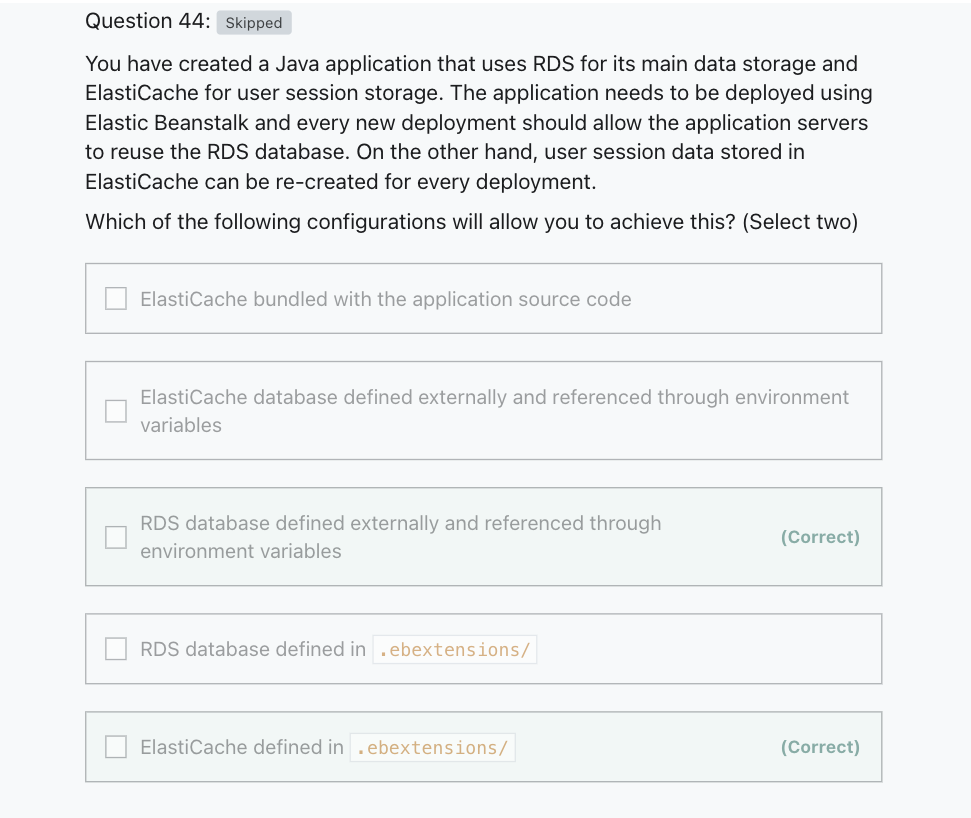 Question 44: Skipped
You have created a Java application that uses RDS for its main data storage and
ElastiCache for user session storage. The application needs to be deployed using
Elastic Beanstalk and every new deployment should allow the application servers
to reuse the RDS database. On the other hand, user session data stored in
ElastiCache can be re-created for every deployment.
Which of the following configurations will allow you to achieve this? (Select two)
ElastiCache bundled with the application source code
ElastiCache database defined externally and referenced through environment
variables
RDS database defined externally and referenced through
environment variables
(Correct)
RDS database defined in .ebextensions/
ElastiCache defined in .ebextensions/ (Correct)